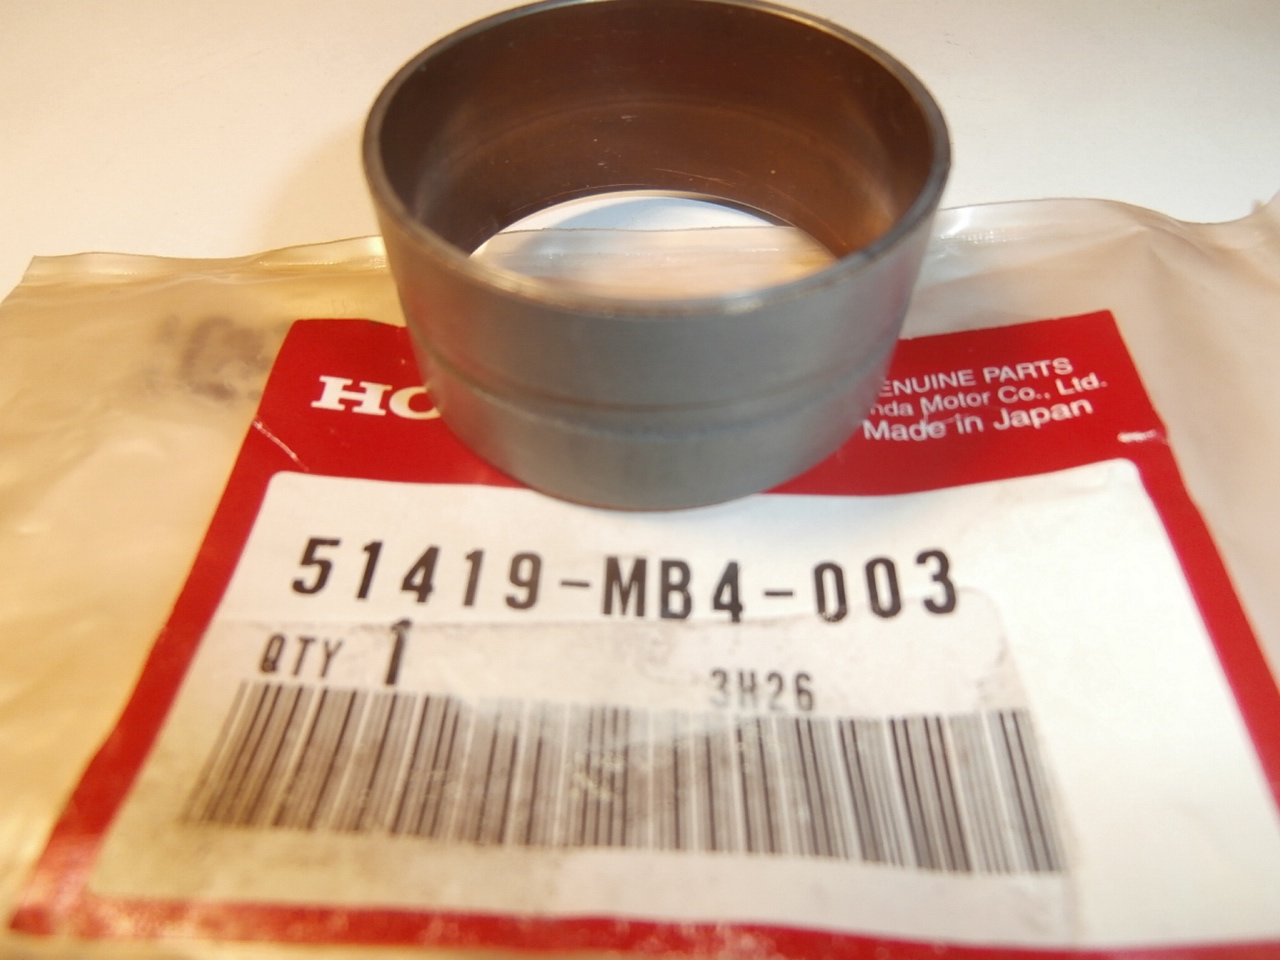 HO
ENUINE PARTS
nda Motor Co., Ltd.
Made in Japan
51419-MB4-003
QTY 1
3H26